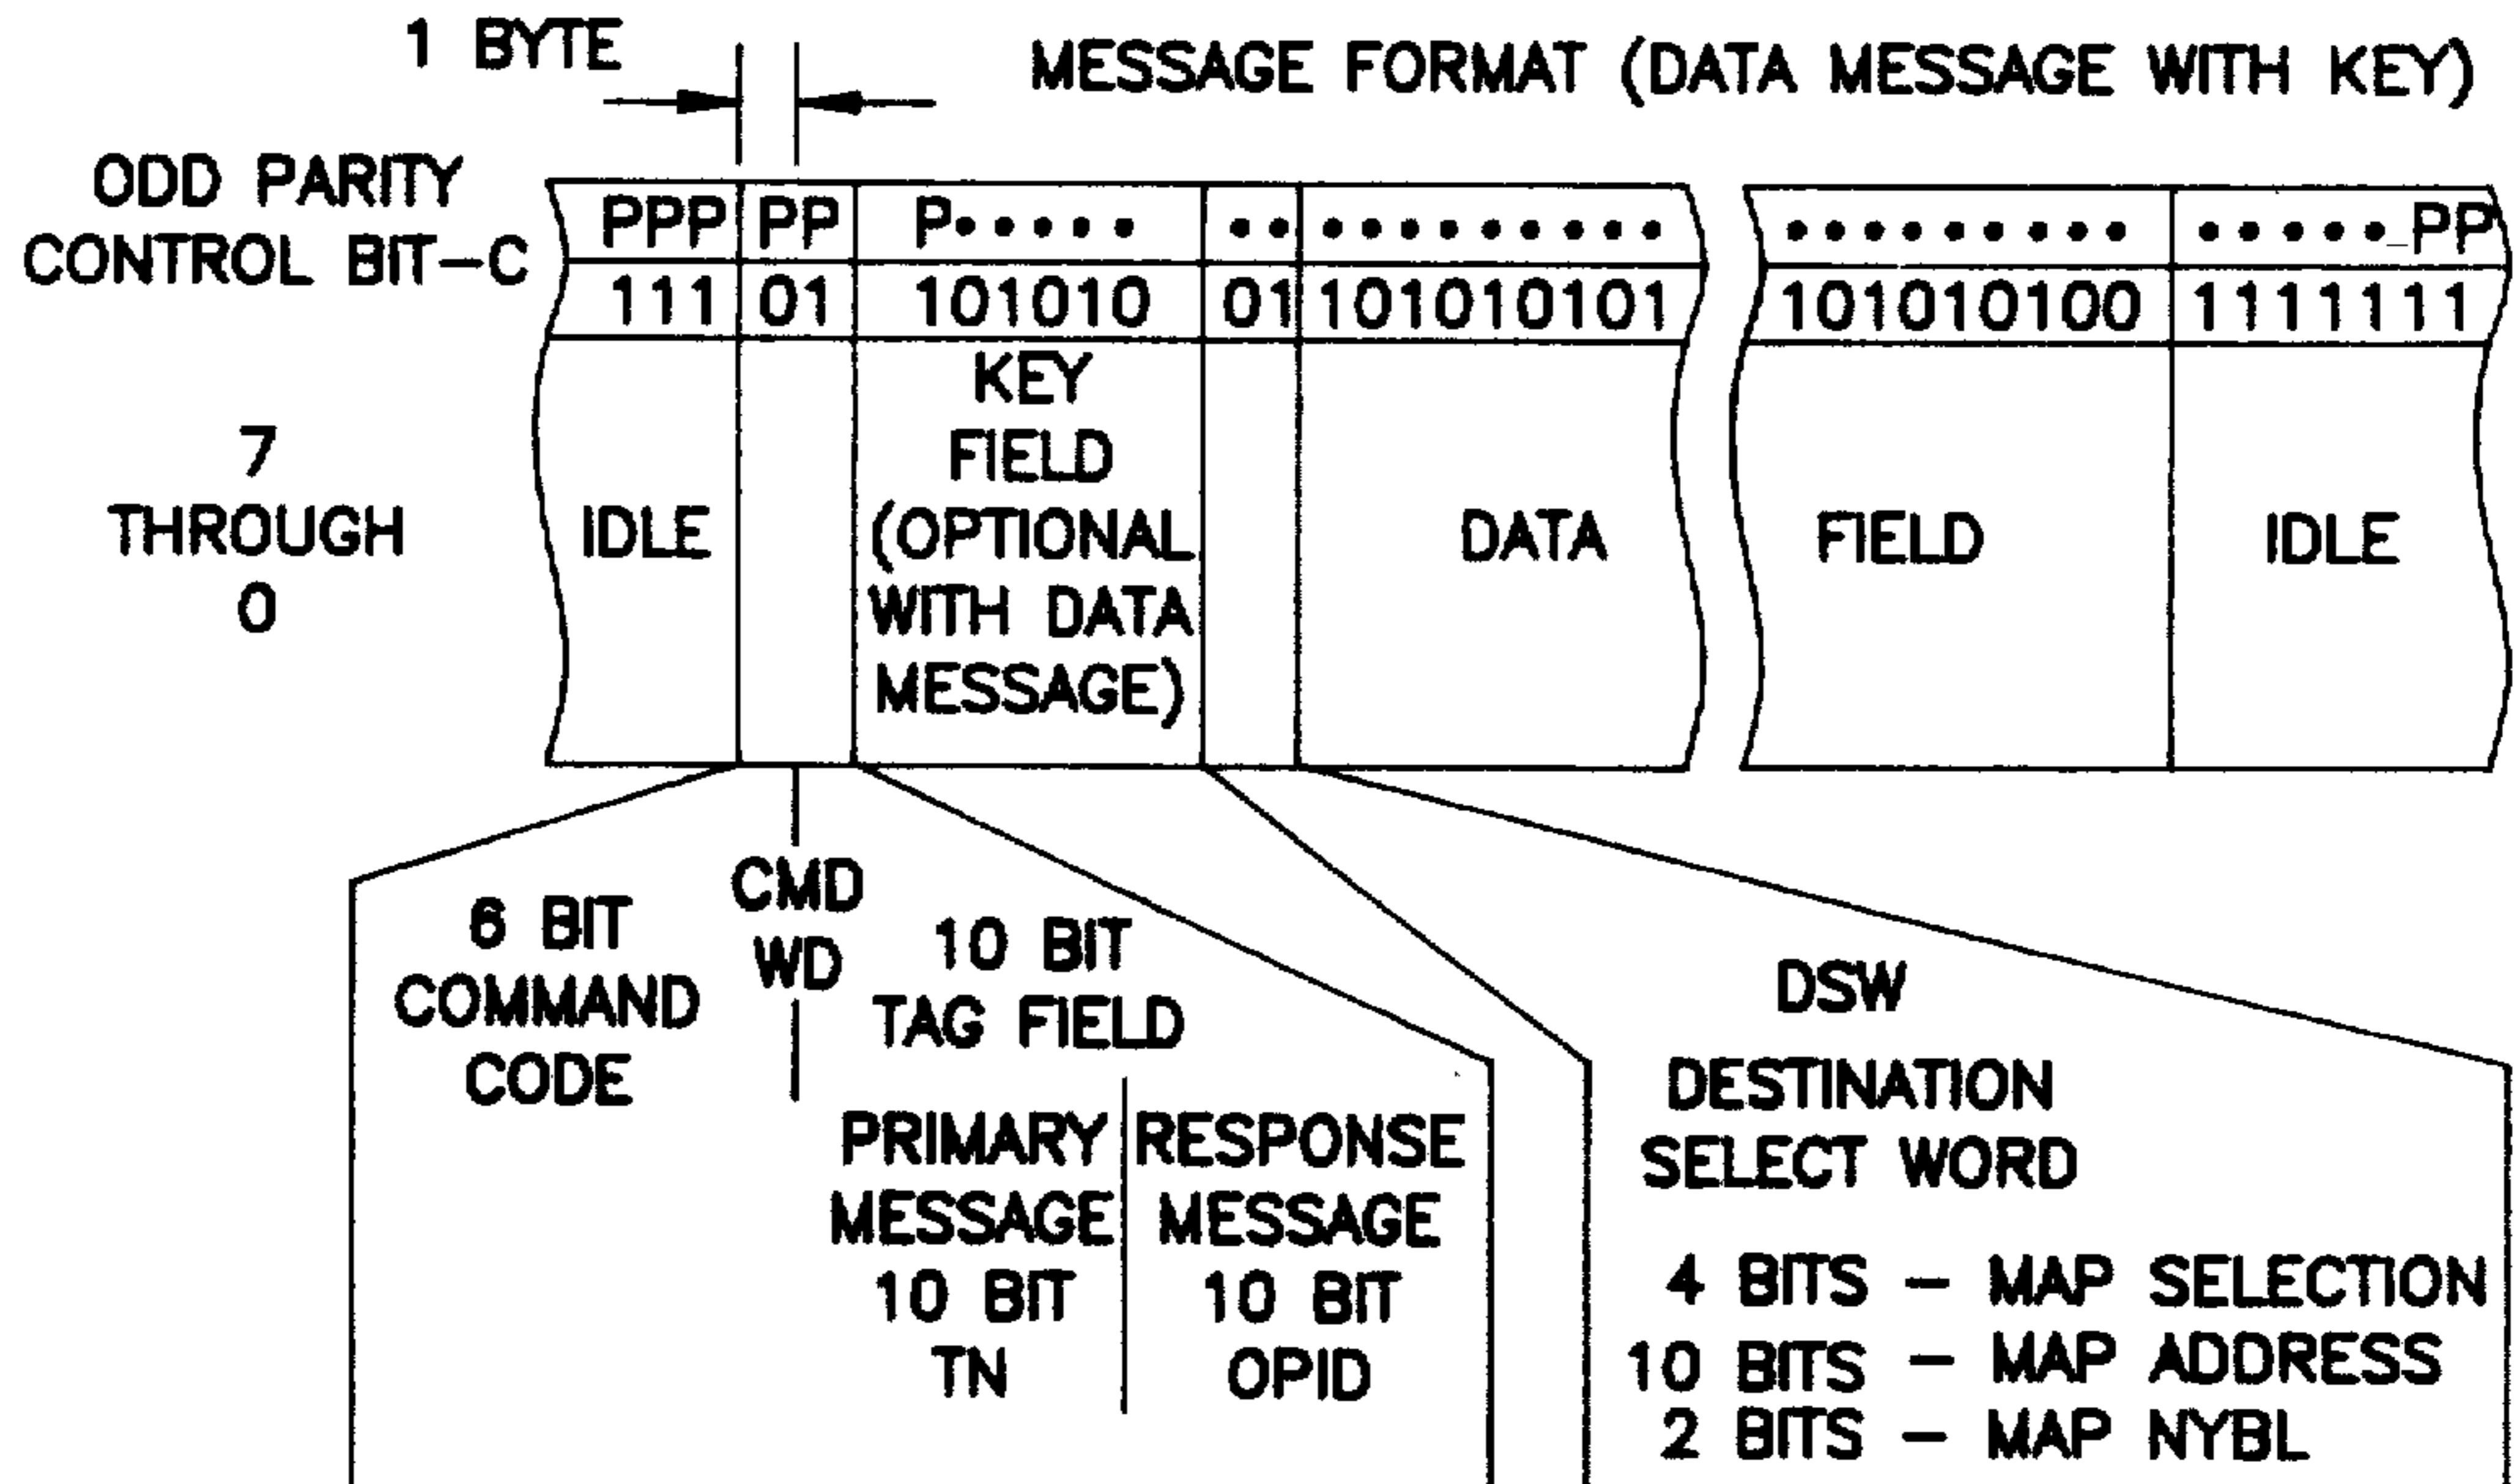 1 BYTE
MESSAGE FORMAT (DATA MESSAGE WITH KEY)
ODD PARITY
CONTROL BIT-C
PPP PP P••••• •• ••••••••• ••••••••• •••••_PP
111 01 101010 01 101010101 101010100 1111111
7
THROUGH
0
IDLE
KEY
FIELD
(OPTIONAL
WITH DATA
MESSAGE)
DATA
FIELD
IDLE
6 BIT
COMMAND
CODE
CMD
WD
10 BIT
TAG FIELD
PRIMARY
MESSAGE
10 BIT
TN
RESPONSE
MESSAGE
10 BIT
OPID
DSW
DESTINATION
SELECT WORD
4 BITS – MAP SELECTION
10 BITS – MAP ADDRESS
2 BITS – MAP NYBL